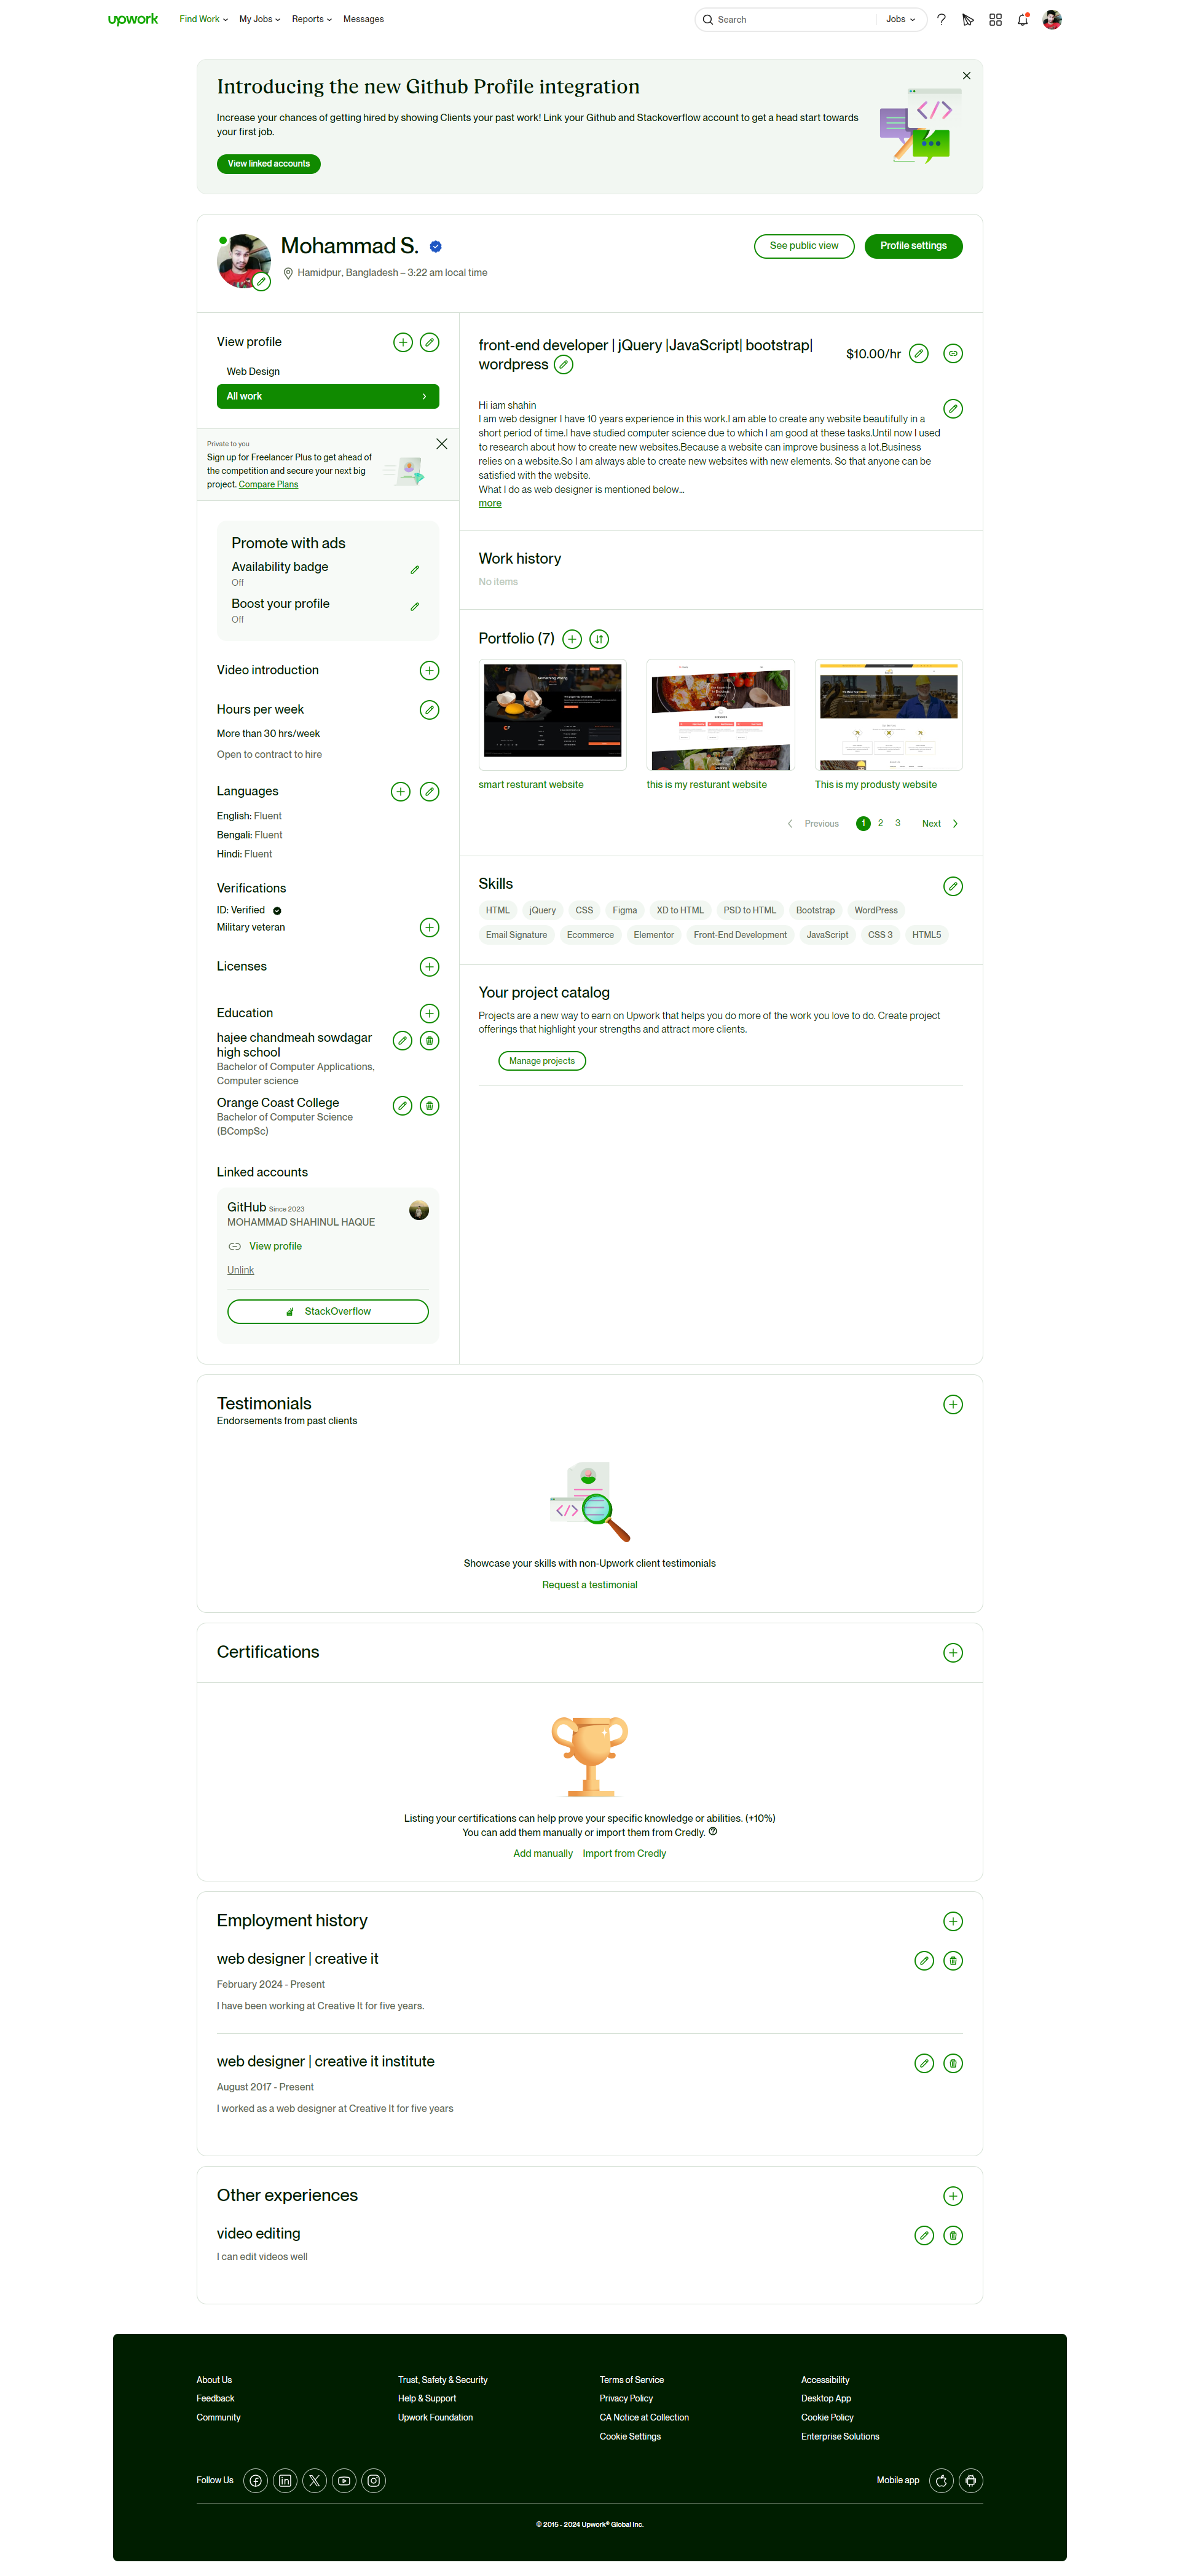 upwork
Find Work
My Jobs
Reports
Messages
Search
Jobs
Introducing the new Github Profile integration
Increase your chances of getting hired by showing Clients your past work! Link your Github and Stackoverflow account to get a head start towards
your first job.
View linked accounts
Mohammad S.
Hamidpur, Bangladesh – 3:22 am local time
See public view
Profile settings
View profile
Web Design
All work
Private to you
Sign up for Freelancer Plus to get ahead of
the competition and secure your next big
project. Compare Plans
Promote with ads
Availability badge
Off
Boost your profile
Off
Video introduction
Hours per week
More than 30 hrs/week
Open to contract to hire
Languages
English: Fluent
Bengali: Fluent
Hindi: Fluent
Verifications
ID: Verified
Military veteran
Licenses
Education
hajee chandmeah sowdagar
high school
Bachelor of Computer Applications,
Computer science
Orange Coast College
Bachelor of Computer Science
(BCompSc)
Linked accounts
GitHub Since 2023
MOHAMMAD SHAHINUL HAQUE
View profile
Unlink
StackOverflow
front-end developer | jQuery |JavaScript| bootstrap|
wordpress
$10.00/hr
Hi iam shahin
I am web designer I have 10 years experience in this work.I am able to create any website beautifully in a
short period of time.I have studied computer science due to which I am good at these tasks.Until now I used
to research about how to create new websites.Because a website can improve business a lot.Business
relies on a website.So I am always able to create new websites with new elements. So that anyone can be
satisfied with the website.
What I do as web designer is mentioned below...
more
Work history
No items
Portfolio (7)
smart resturant website
this is my resturant website
This is my produsty website
Previous
1
2
3
Next
Skills
HTML
jQuery
CSS
Figma
XD to HTML
PSD to HTML
Bootstrap
WordPress
Email Signature
Ecommerce
Elementor
Front-End Development
JavaScript
CSS 3
HTML5
Your project catalog
Projects are a new way to earn on Upwork that helps you do more of the work you love to do. Create project
offerings that highlight your strengths and attract more clients.
Manage projects
Testimonials
Endorsements from past clients
Showcase your skills with non-Upwork client testimonials
Request a testimonial
Certifications
Listing your certifications can help prove your specific knowledge or abilities. (+10%)
You can add them manually or import them from Credly.
Add manually
Import from Credly
Employment history
web designer | creative it
February 2024 - Present
I have been working at Creative It for five years.
web designer | creative it institute
August 2017 - Present
I worked as a web designer at Creative It for five years
Other experiences
video editing
I can edit videos well
About Us
Feedback
Community
Trust, Safety & Security
Help & Support
Upwork Foundation
Terms of Service
Privacy Policy
CA Notice at Collection
Cookie Settings
Accessibility
Desktop App
Cookie Policy
Enterprise Solutions
Follow Us
Mobile app
© 2015 - 2024 Upwork® Global Inc.